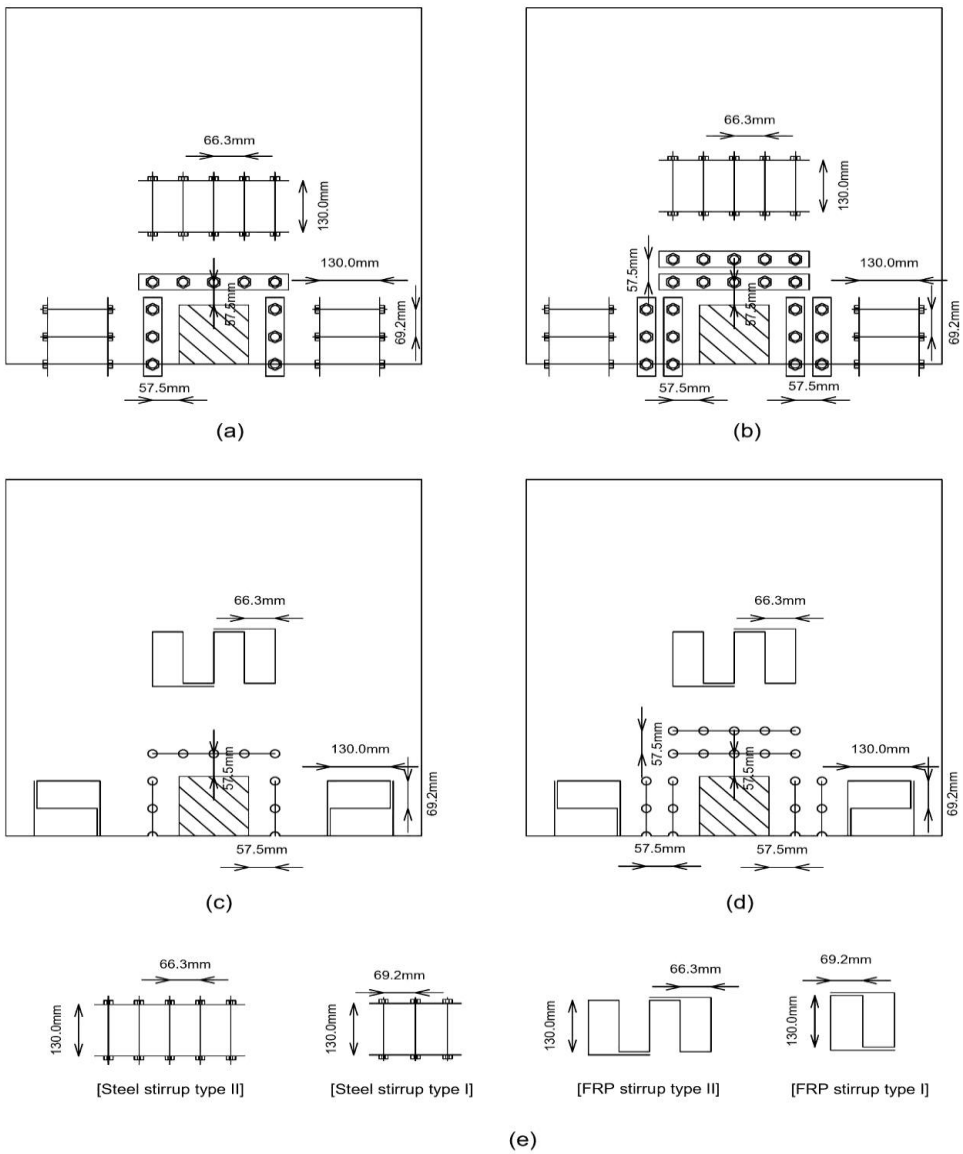 66.3mm
130.0mm
130.0mm
57.5mm
69.2mm
57.5mm
(a)
66.3mm
130.0mm
57.5mm
130.0mm
57.5mm
69.2mm
57.5mm
57.5mm
(b)
66.3mm
130.0mm
57.5mm
69.2mm
57.5mm
(c)
66.3mm
57.5mm
130.0mm
57.5mm
69.2mm
57.5mm
57.5mm
(d)
66.3mm
130.0mm
[Steel stirrup type II]
69.2mm
130.0mm
[Steel stirrup type I]
66.3mm
130.0mm
[FRP stirrup type II]
69.2mm
130.0mm
[FRP stirrup type I]
(e)